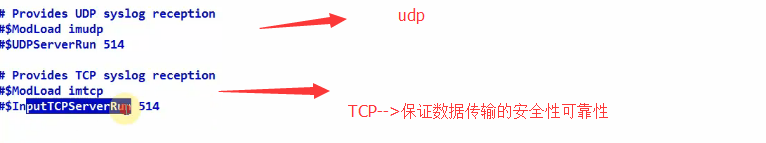 # Provides UDP syslog reception
udp
#$ModLoad imudp
#$UDPServerRun 514
# Provides TCP syslog reception
#$ModLoad imtcp
#$InputTCPServerRun 514
TCP-->保证数据传输的安全性可靠性